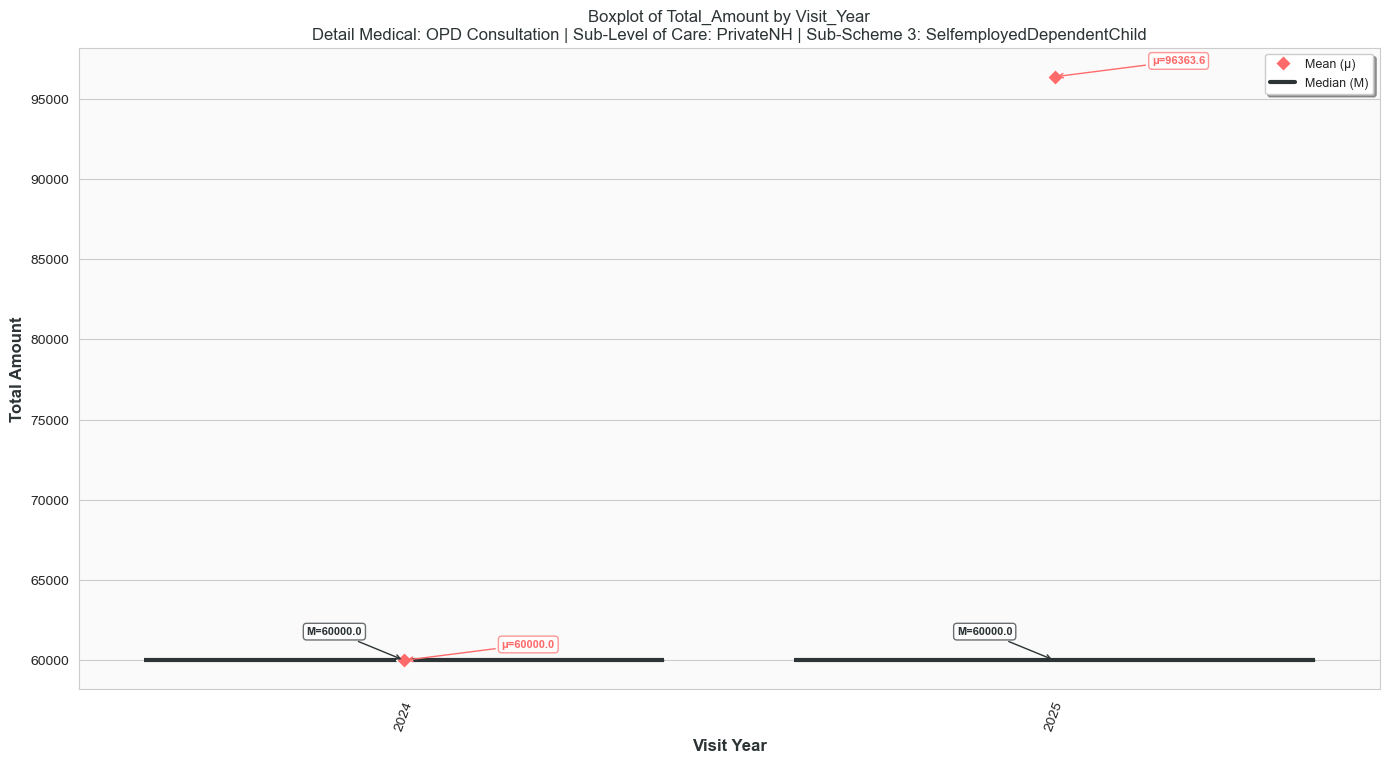 Boxplot of Total_Amount by Visit_Year
Detail Medical: OPD Consultation | Sub-Level of Care: PrivateNH | Sub-Scheme 3: SelfemployedDependentChild
μ=96363.6
Mean (μ)
Median (M)
95000
90000
85000
80000
75000
70000
65000
60000
Total Amount
M=60000.0
μ=60000.0
M=60000.0
2024
2025
Visit Year